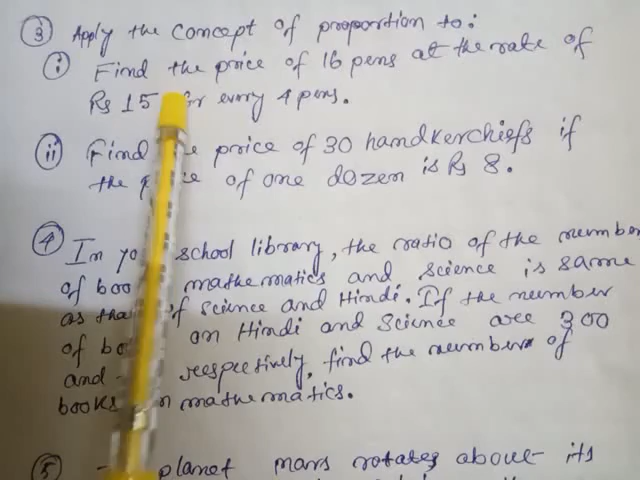 ③ Apply the concept of proportion to:
ⓘ Find the price of 16 pens at the rate of
Rs 15 every 4 pens.
ⓘⓘ Find price of 30 handkerchiefs if
the of one dozen is Rs 8.
④ In school library, the ratio of the number
of mathematics and science is same
as science and Hindi. If the number
of on Hindi and Science are 300
and respectively, find the number of
books mathematics.
⑤ planet mars rotates about its